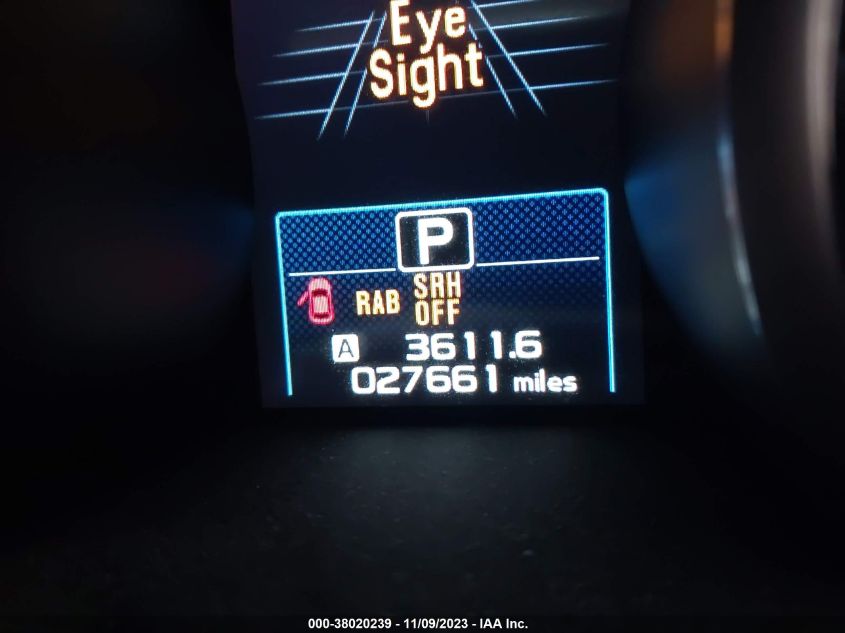 Eye
Sight
P
RAB SRH
OFF
A 3611.6
027661 miles
000-38020239 - 11/09/2023 - IAA Inc.